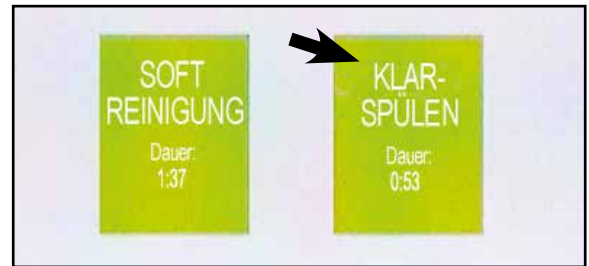 SOFT
REINIGUNG
Dauer:
1:37
KLAR-
SPÜLEN
Dauer:
0:53